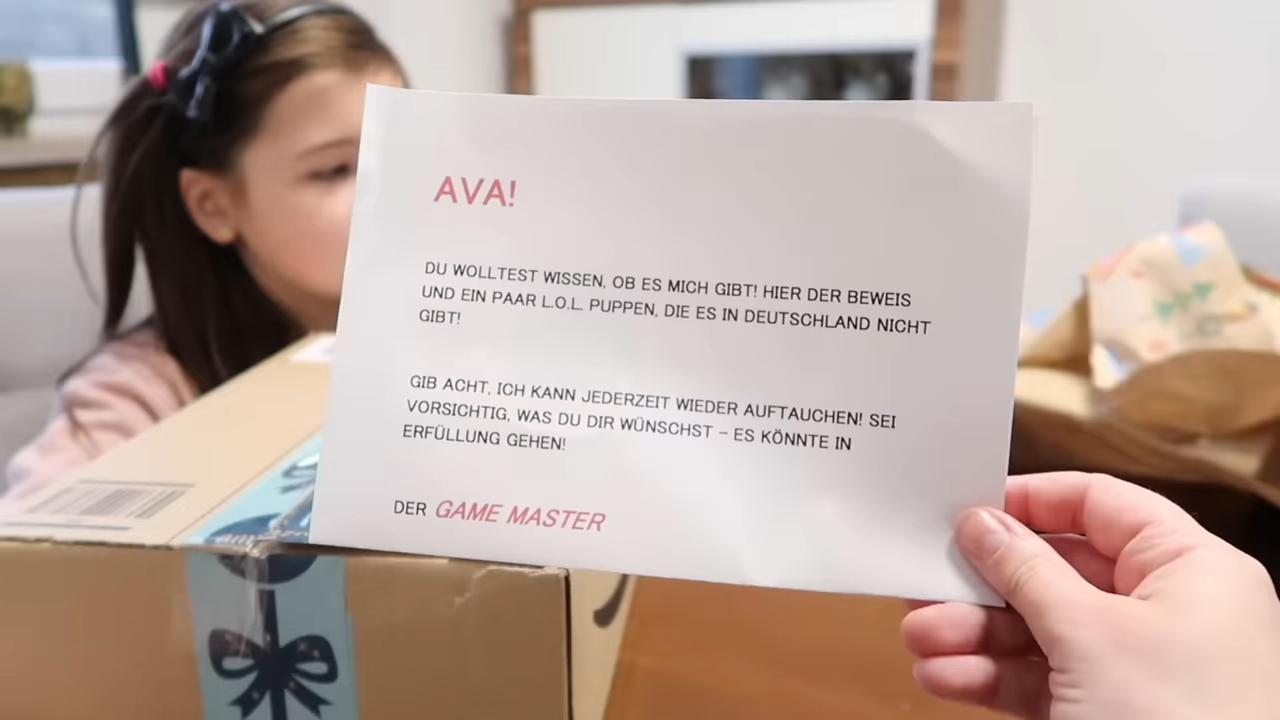 AVA!
DU WOLLTEST WISSEN, OB ES MICH GIBT! HIER DER BEWEIS
UND EIN PAAR L.O.L. PUPPEN, DIE ES IN DEUTSCHLAND NICHT
GIBT!
GIB ACHT, ICH KANN JEDERZEIT WIEDER AUFTAUCHEN! SEI
VORSICHTIG, WAS DU DIR WÜNSCHST – ES KÖNNTE IN
ERFÜLLUNG GEHEN!
DER GAME MASTER